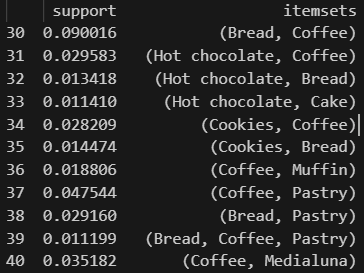 support itemsets
30 0.090016 (Bread, Coffee)
31 0.029583 (Hot chocolate, Coffee)
32 0.013418 (Hot chocolate, Bread)
33 0.011410 (Hot chocolate, Cake)
34 0.028209 (Cookies, Coffee)
35 0.014474 (Cookies, Bread)
36 0.018806 (Coffee, Muffin)
37 0.047544 (Coffee, Pastry)
38 0.029160 (Bread, Pastry)
39 0.011199 (Bread, Coffee, Pastry)
40 0.035182 (Coffee, Medialuna)